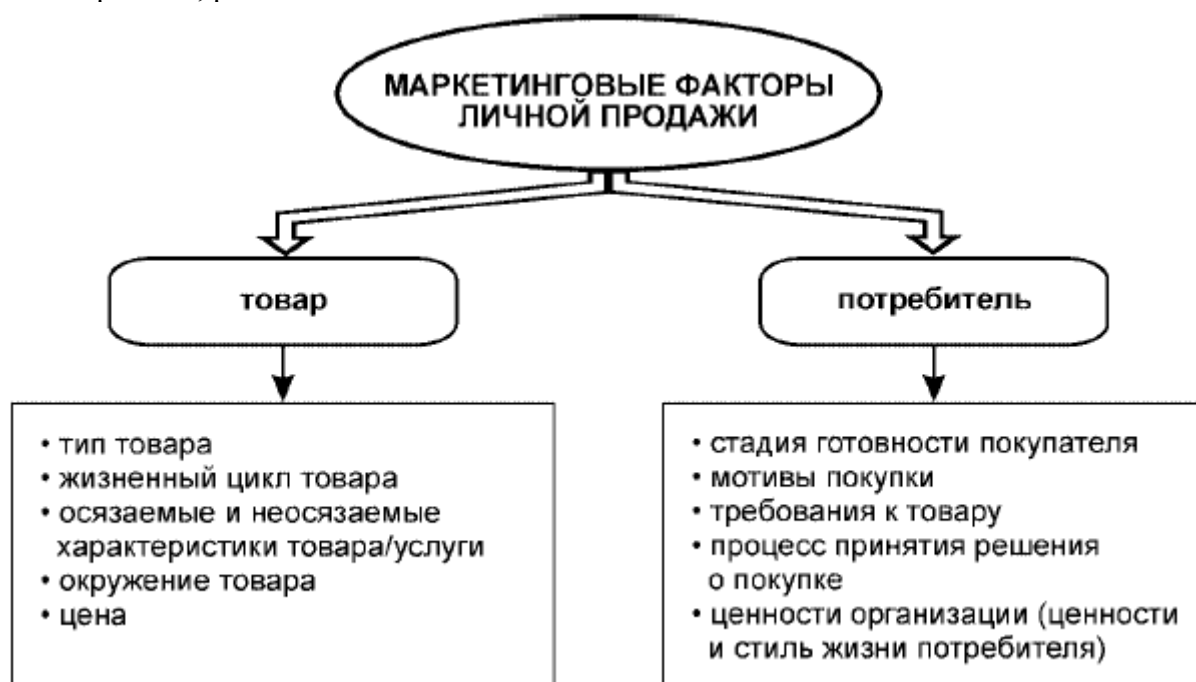 МАРКЕТИНГОВЫЕ ФАКТОРЫ
ЛИЧНОЙ ПРОДАЖИ
товар
потребитель
• тип товара
• жизненный цикл товара
• осязаемые и неосязаемые
характеристики товара/услуги
• окружение товара
• цена
• стадия готовности покупателя
• мотивы покупки
• требования к товару
• процесс принятия решения
о покупке
• ценности организации (ценности
и стиль жизни потребителя)